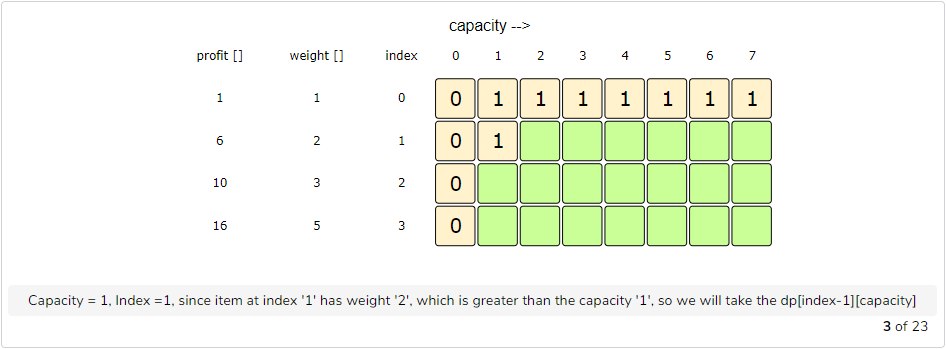 capacity -->
profit [] weight [] index 0 1 2 3 4 5 6 7
1 1 0 0 1 1 1 1 1 1 1
6 2 1 0 1
10 3 2 0
16 5 3 0
Capacity = 1, Index =1, since item at index '1' has weight '2', which is greater than the capacity '1', so we will take the dp[index-1][capacity]
3 of 23